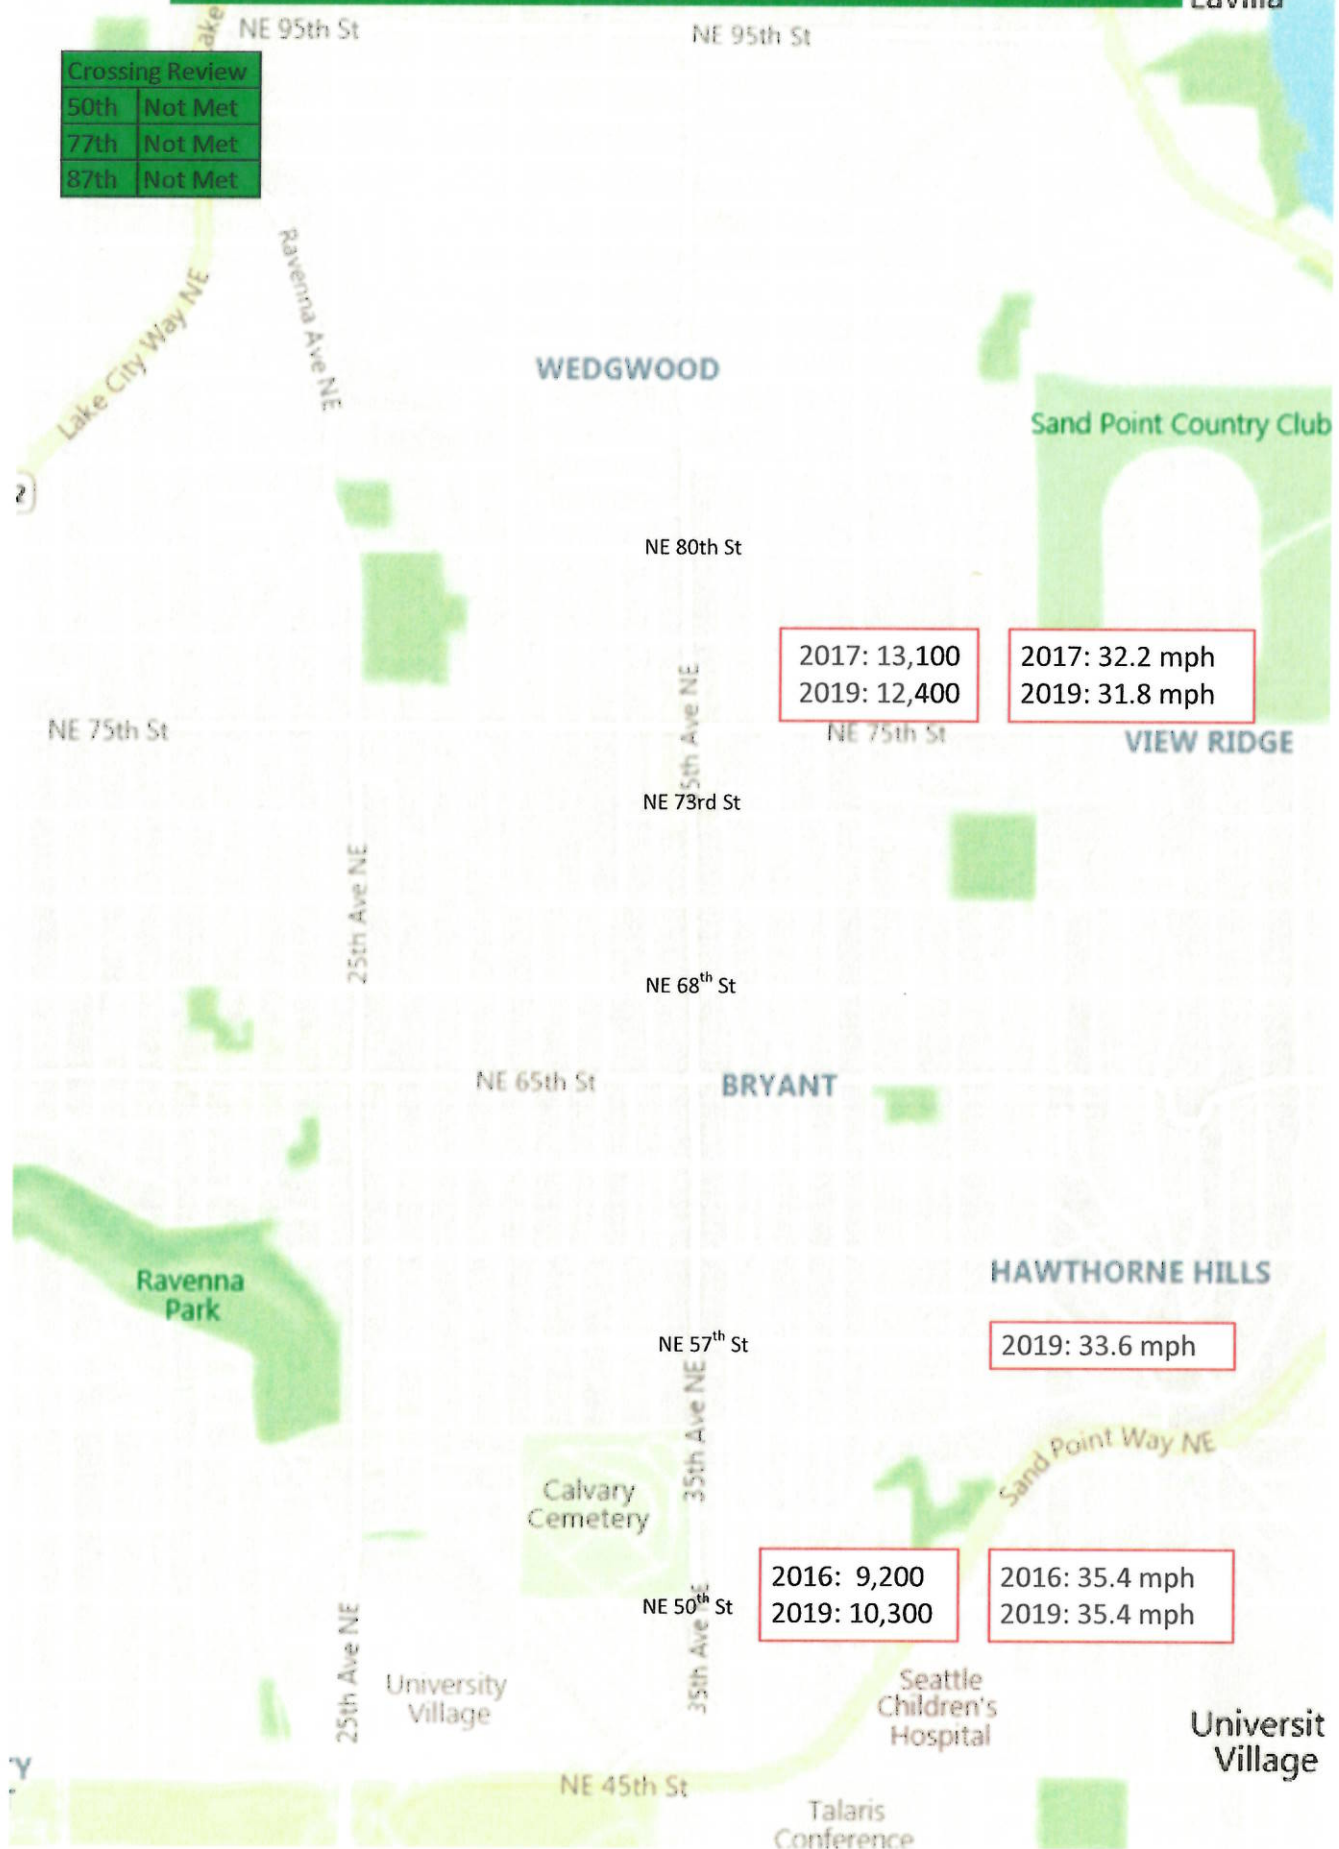 NE 95th St
NE 95th St
Crossing Review
50th Not Met
77th Not Met
87th Not Met
Lake City Way NE
Ravenna Ave NE
WEDGWOOD
Sand Point Country Club
2
NE 80th St
2017: 13,100
2019: 12,400
2017: 32.2 mph
2019: 31.8 mph
NE 75th St
5th Ave NE
NE 75th St
VIEW RIDGE
NE 73rd St
25th Ave NE
NE 68th St
NE 65th St
BRYANT
Ravenna
Park
HAWTHORNE HILLS
NE 57th St
2019: 33.6 mph
35th Ave NE
Sand Point Way NE
Calvary
Cemetery
2016: 9,200
2019: 10,300
2016: 35.4 mph
2019: 35.4 mph
NE 50th St
35th Ave NE
25th Ave NE
University
Village
Seattle
Children's
Hospital
Universit
Village
Y
NE 45th St
Talaris
Conference